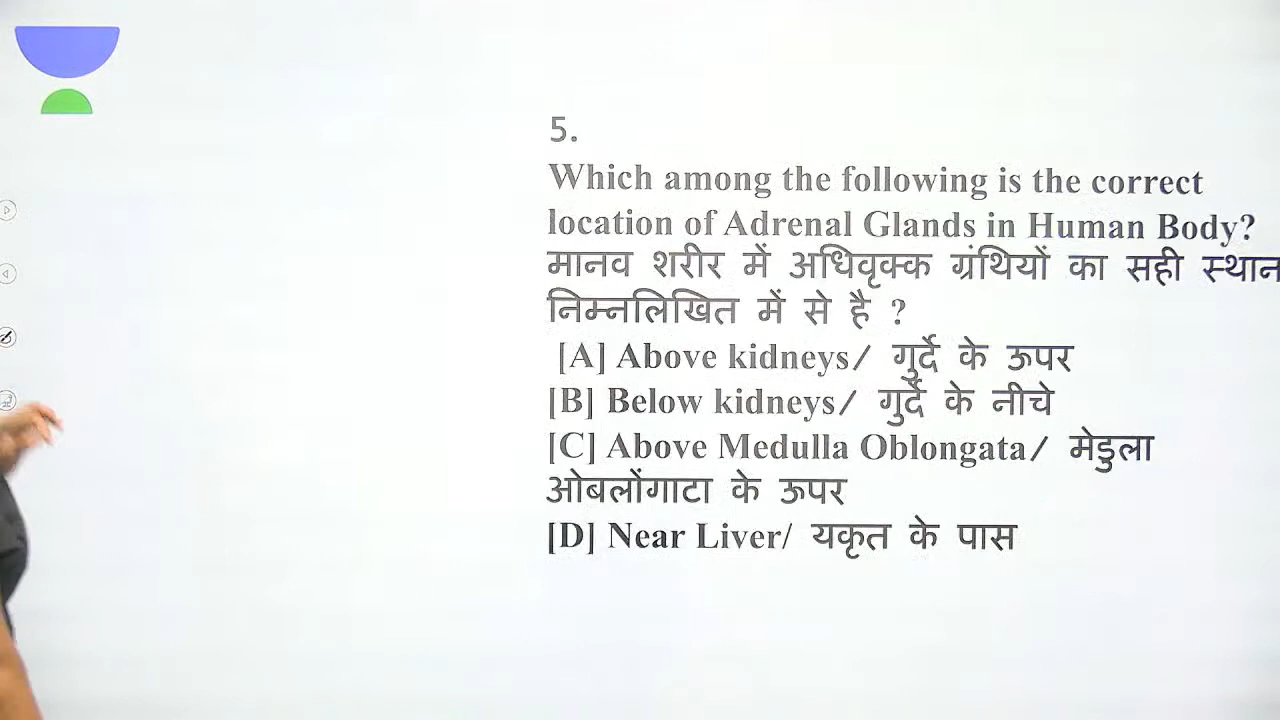 5.
Which among the following is the correct
location of Adrenal Glands in Human Body?
मानव शरीर में अधिवृक्क ग्रंथियों का सही स्थान
निम्नलिखित में से है ?
[A] Above kidneys/ गुर्दे के ऊपर
[B] Below kidneys/ गुर्दे के नीचे
[C] Above Medulla Oblongata/ मेडुला
ओबलोंगाटा के ऊपर
[D] Near Liver/ यकृत के पास